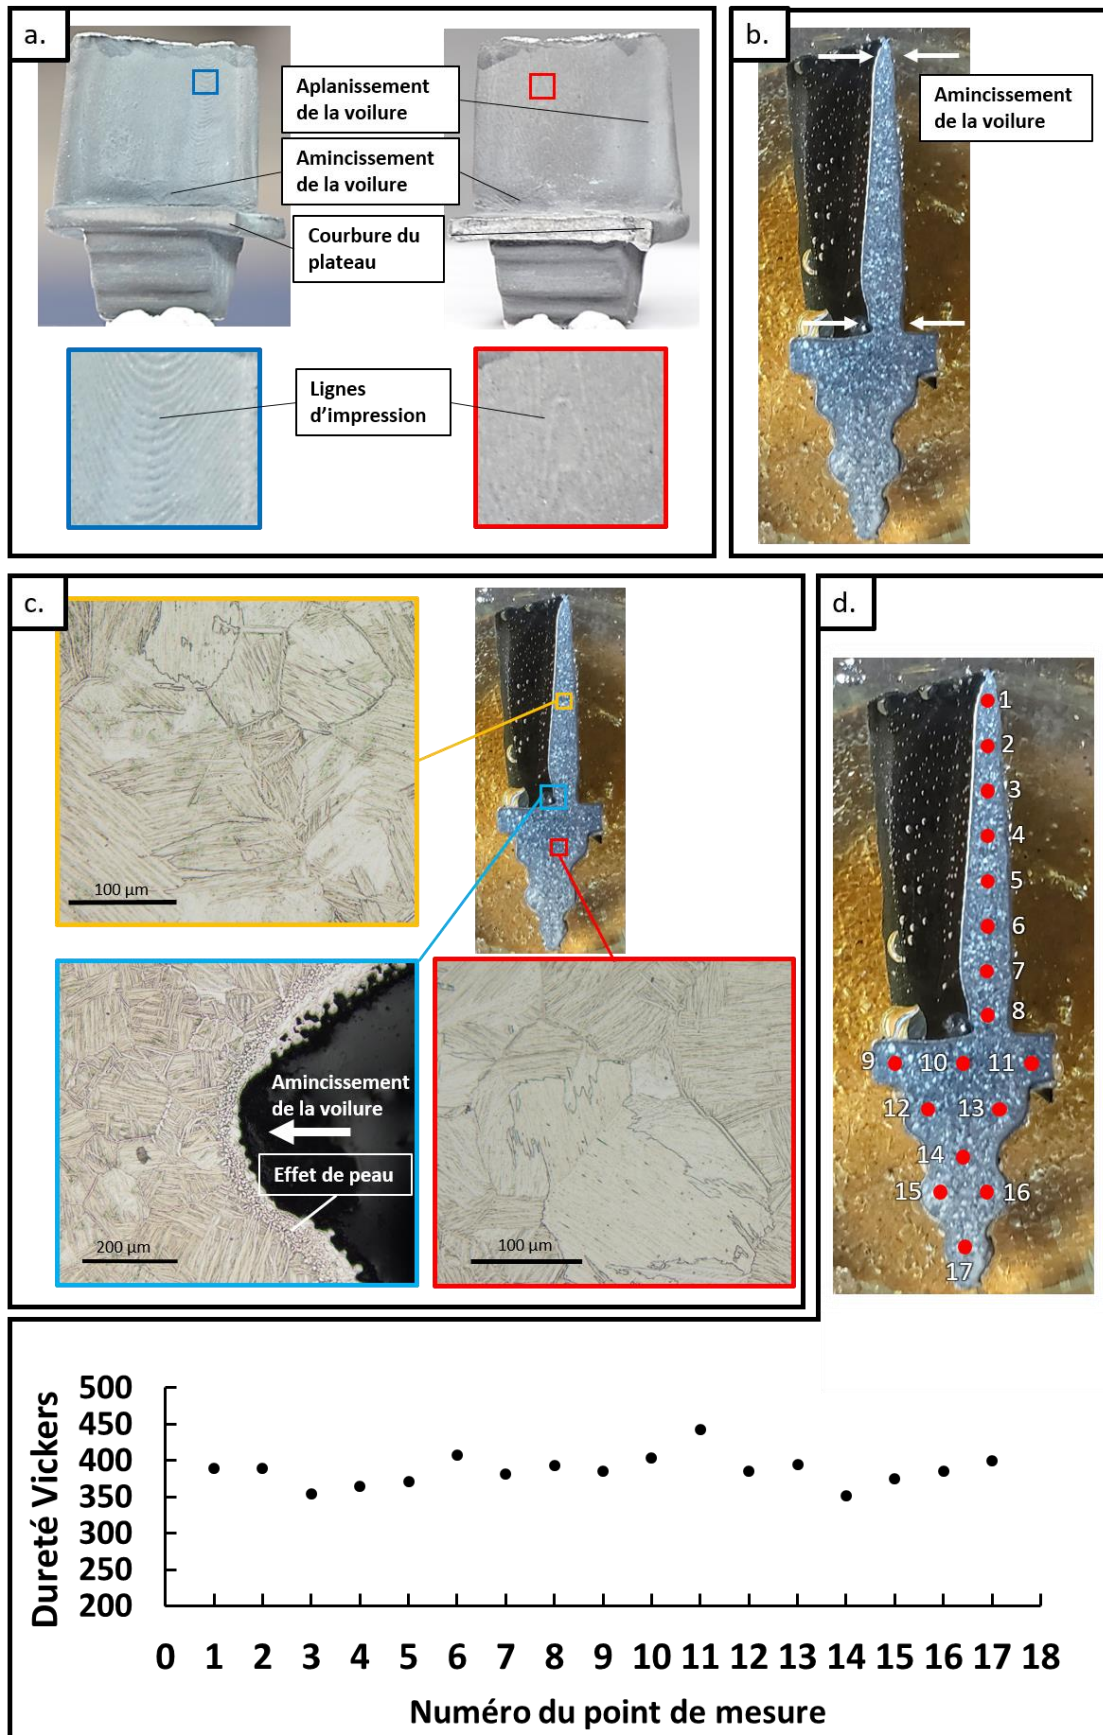 a.
Aplanissement
de la voilure
Amincissement
de la voilure
Courbure du
plateau
Lignes
d’impression
b.
Amincissement
de la voilure
c.
100 µm
Amincissement
de la voilure
Effet de peau
200 µm
100 µm
d.
1
2
3
4
5
6
7
8
9 10 11
12 13
14
15 16
17
500
450
400
350
300
250
200
Dureté Vickers
0 1 2 3 4 5 6 7 8 9 10 11 12 13 14 15 16 17 18
Numéro du point de mesure